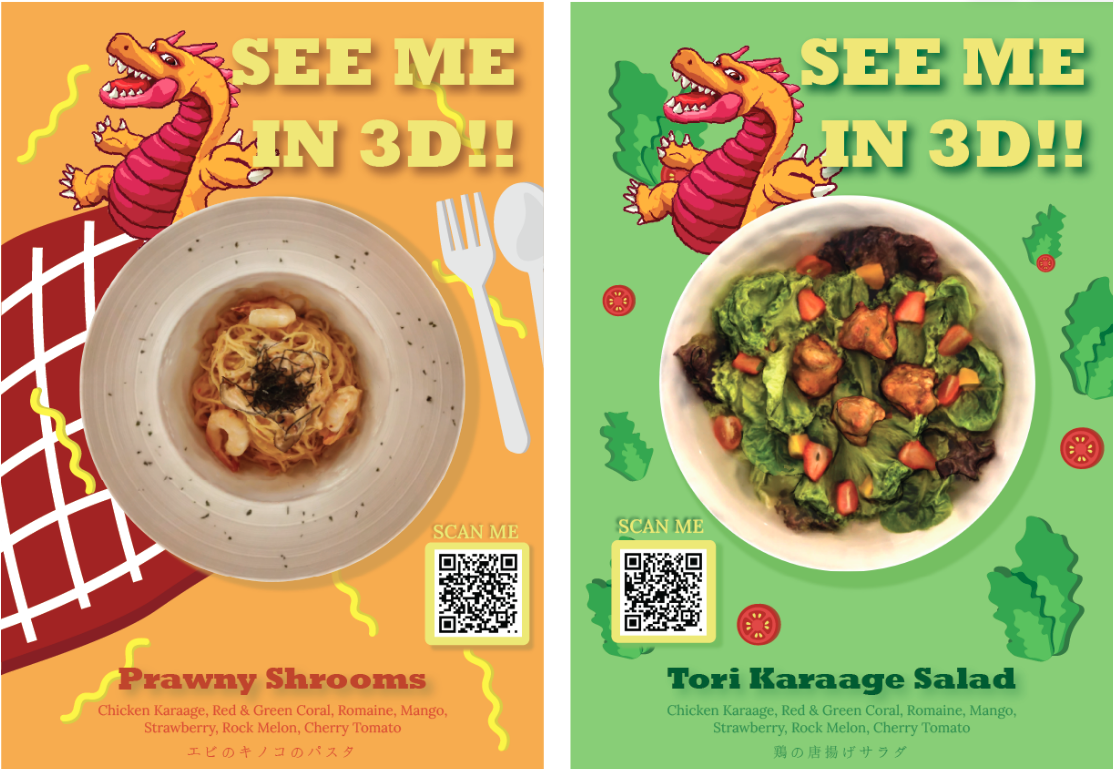 SEE ME
IN 3D!!
SCAN ME
Prawny Shrooms
Chicken Karaage, Red & Green Coral, Romaine, Mango,
Strawberry, Rock Melon, Cherry Tomato
エビのキノコのパスタ
SEE ME
IN 3D!!
SCAN ME
Tori Karaage Salad
Chicken Karaage, Red & Green Coral, Romaine, Mango,
Strawberry, Rock Melon, Cherry Tomato
鶏の唐揚げサラダ